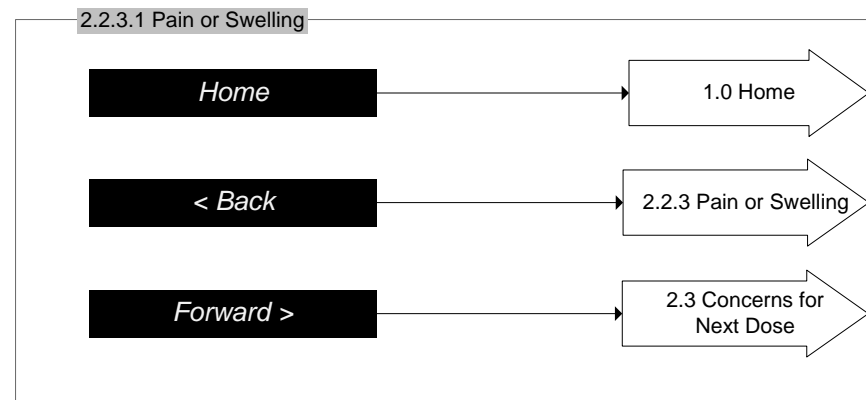 2.2.3.1 Pain or Swelling
Home
1.0 Home
< Back
2.2.3 Pain or Swelling
Forward >
2.3 Concerns for
Next Dose